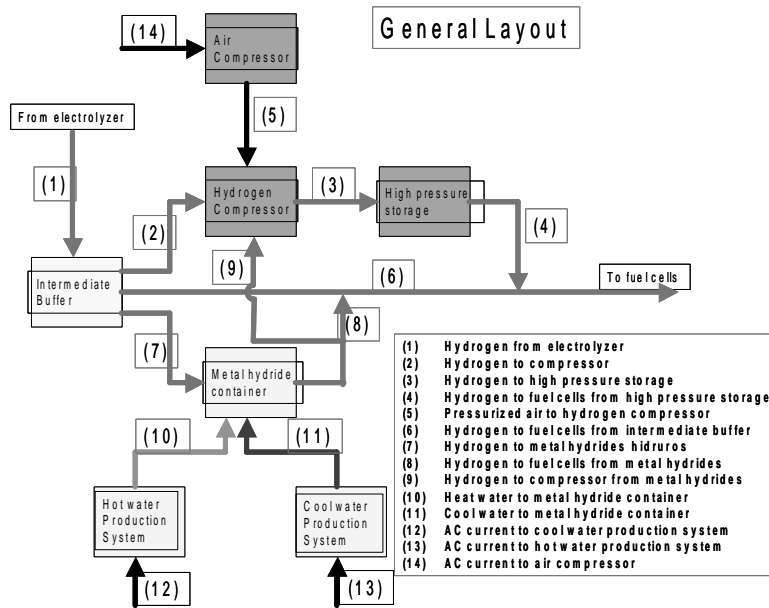 General Layout
(14)
Air
Compressor
(5)
From electrolyzer
(1)
(2)
Hydrogen
Compressor
(3)
High pressure
storage
(4)
(9)
(6)
To fuel cells
Intermediate
Buffer
(7)
(8)
Metal hydride
container
(10)
(11)
Hot water
Production
System
Cool water
Production
System
(12)
(13)
(1) Hydrogen from electrolyzer
(2) Hydrogen to compressor
(3) Hydrogen to high pressure storage
(4) Hydrogen to fuel cells from high pressure storage
(5) Pressurized air to hydrogen compressor
(6) Hydrogen to fuel cells from intermediate buffer
(7) Hydrogen to metal hydrides hidruros
(8) Hydrogen to fuel cells from metal hydrides
(9) Hydrogen to compressor from metal hydrides
(10) Heat water to metal hydride container
(11) Cool water to metal hydride container
(12) AC current to cool water production system
(13) AC current to hot water production system
(14) AC current to air compressor